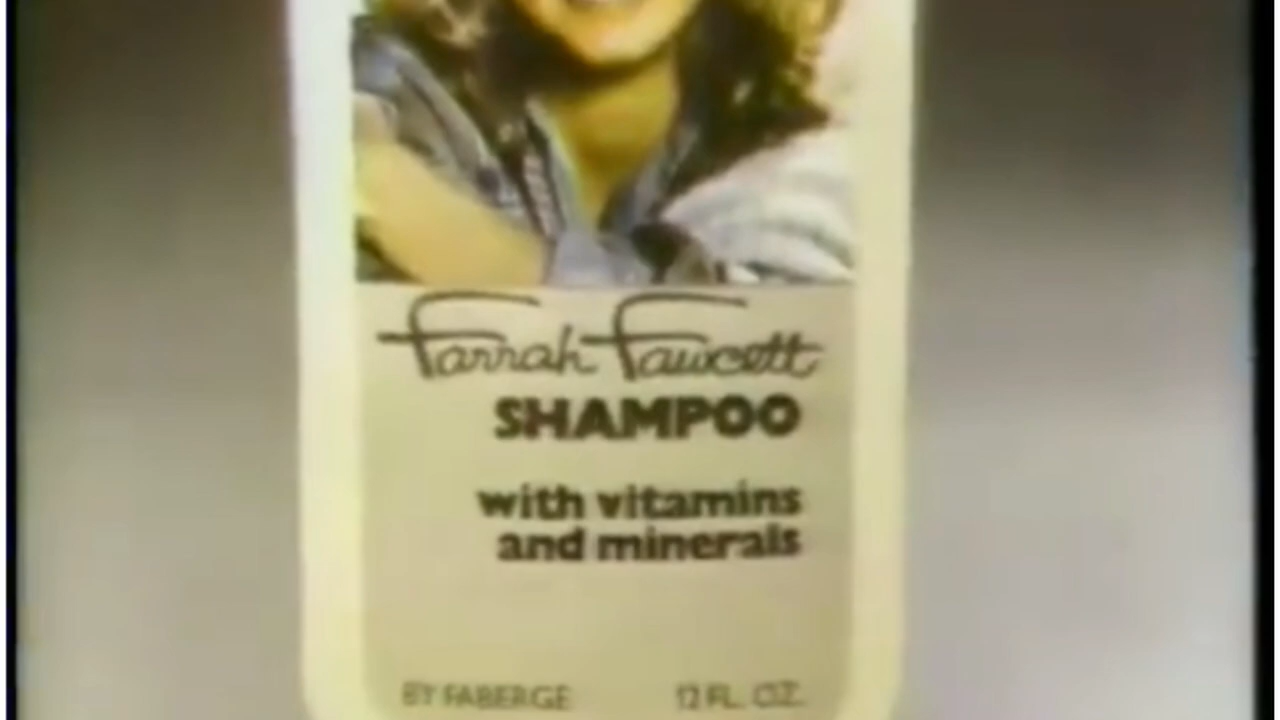 Farrah Fawcett
SHAMPOO
with vitamins
and minerals
BY FABERGE 12 FL. OZ.